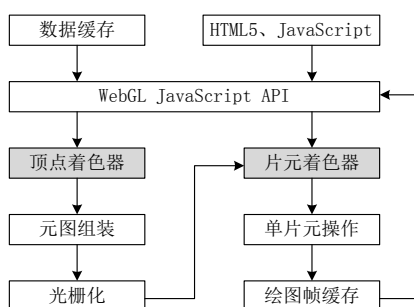 数据缓存
HTML5、JavaScript
WebGL JavaScript API
顶点着色器
片元着色器
元图组装
单片元操作
光栅化
绘图帧缓存